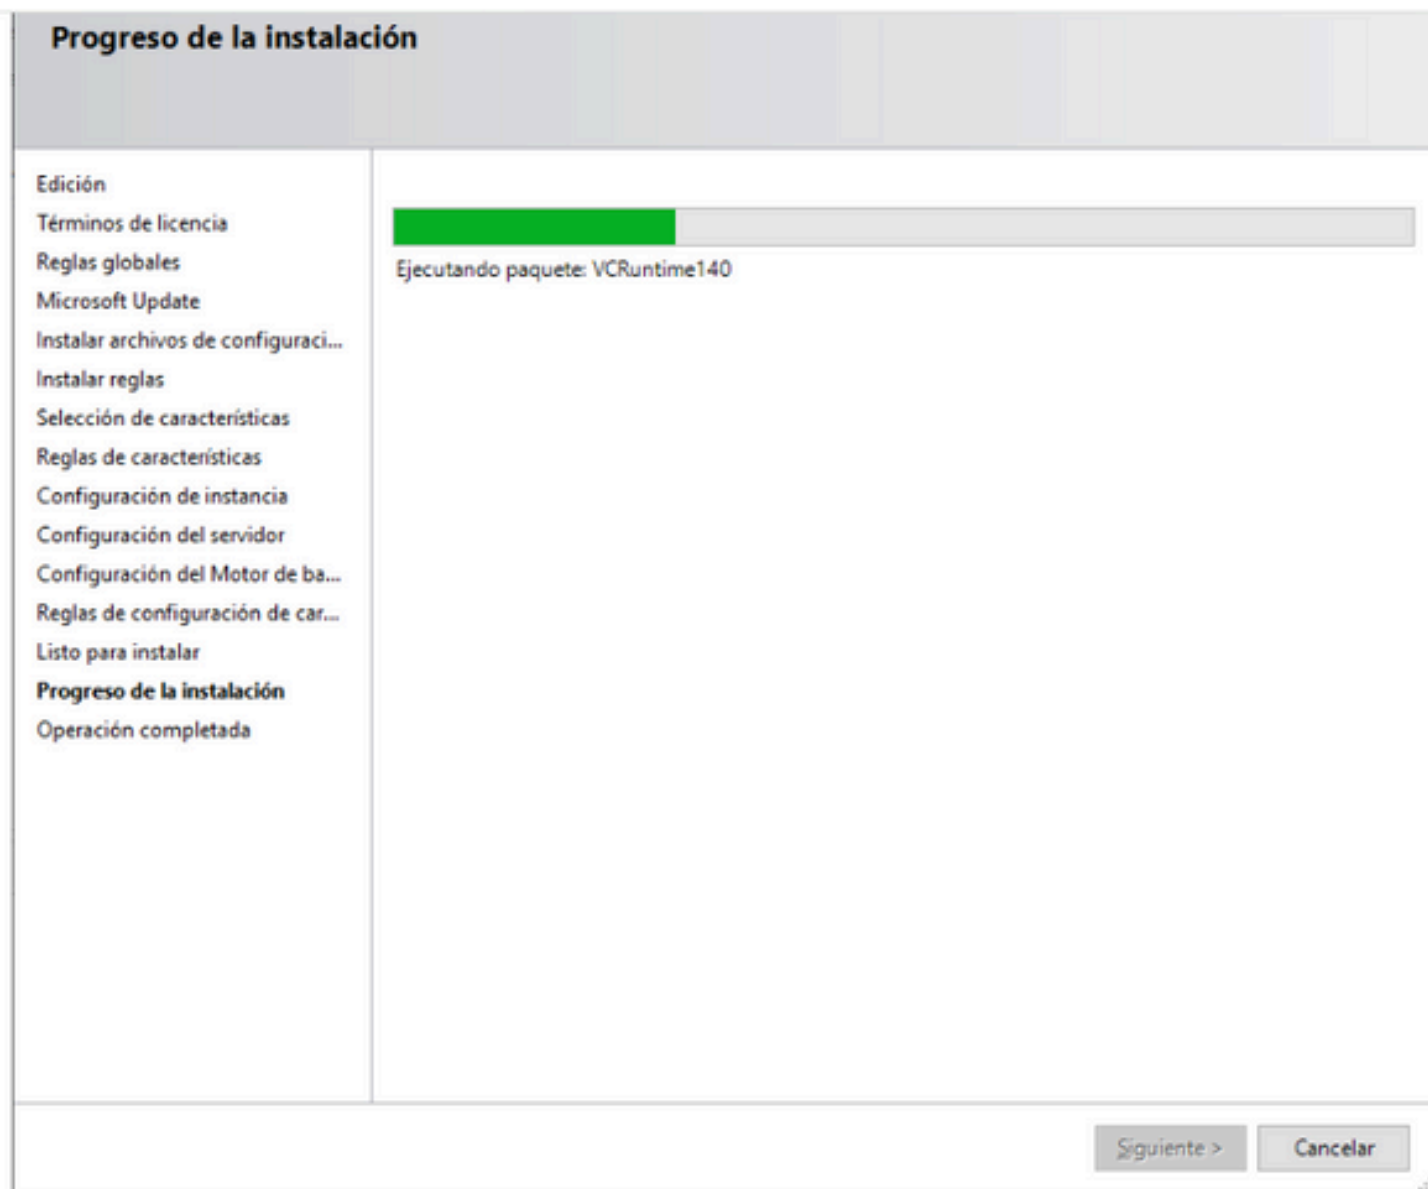 Progreso de la instalación
Edición
Términos de licencia
Reglas globales
Microsoft Update
Instalar archivos de configuraci...
Instalar reglas
Selección de características
Reglas de características
Configuración de instancia
Configuración del servidor
Configuración del Motor de ba...
Reglas de configuración de car...
Listo para instalar
Progreso de la instalación
Operación completada
Ejecutando paquete: VCRuntime140
Siguiente >
Cancelar